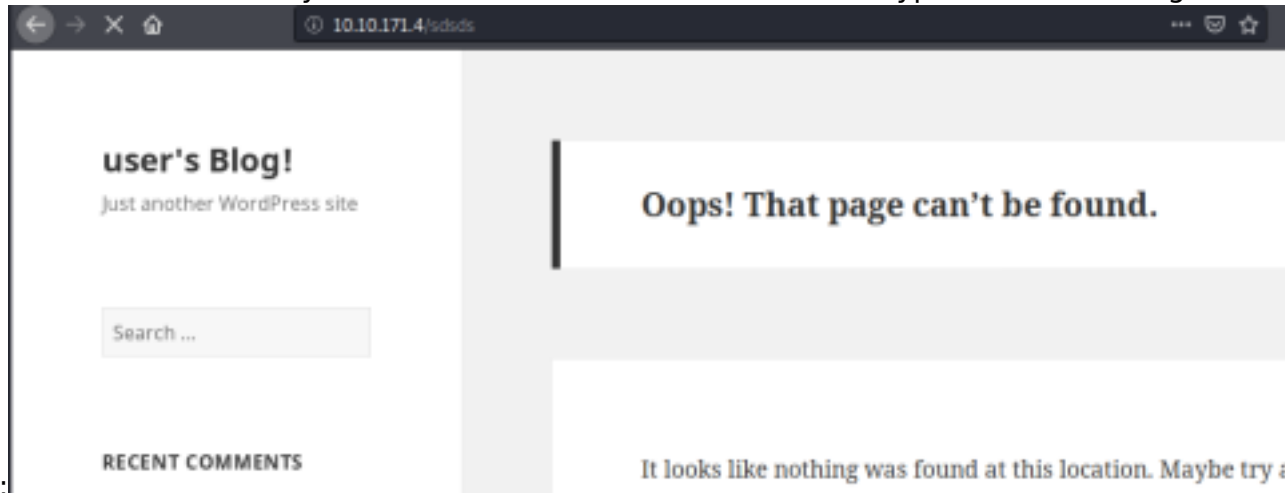 10.10.171.4/sdsds
user's Blog!
Just another WordPress site
Oops! That page can’t be found.
Search ...
RECENT COMMENTS
It looks like nothing was found at this location. Maybe try a